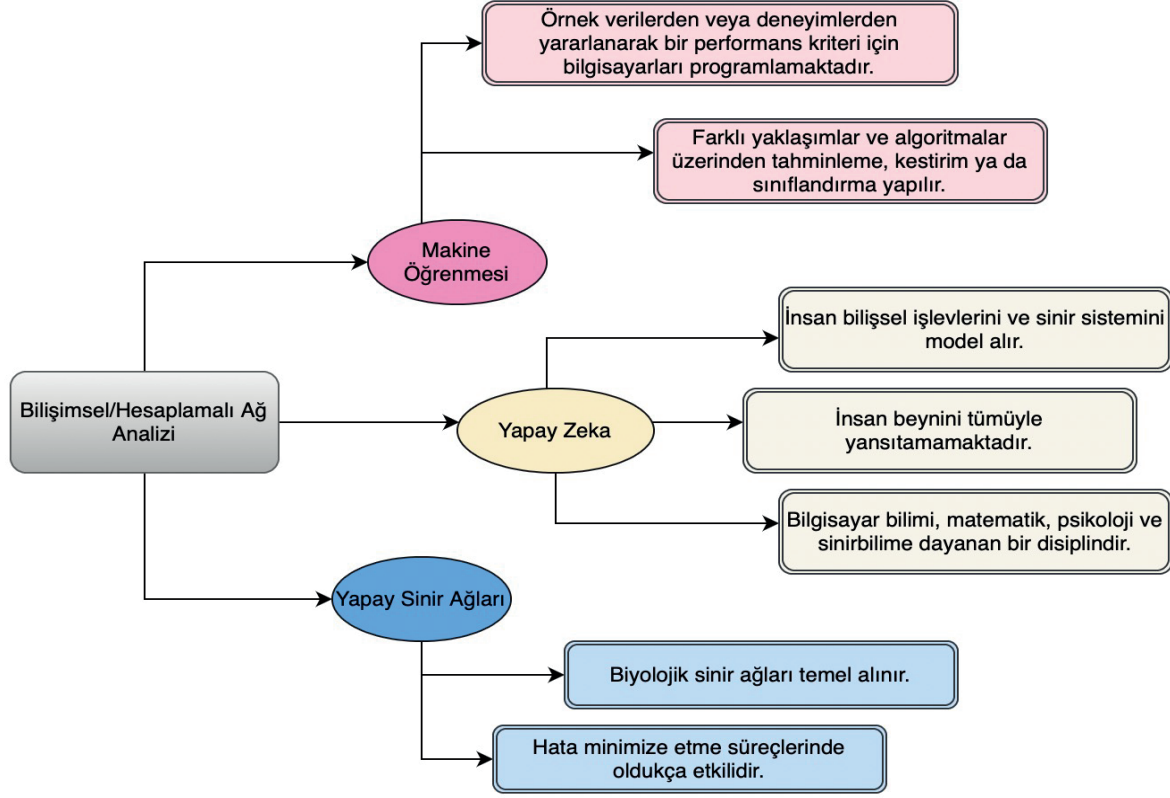 Örnek verilerden veya deneyimlerden
yararlanarak bir performans kriteri için
bilgisayarları programlamaktadır.
Farklı yaklaşımlar ve algoritmalar
üzerinden tahminleme, kestirim ya da
sınıflandırma yapılır.
Makine
Öğrenmesi
İnsan bilişsel işlevlerini ve sinir sistemini
model alır.
Bilişimsel/Hesaplamalı Ağ
Analizi
Yapay Zeka
İnsan beynini tümüyle
yansıtamamaktadır.
Bilgisayar bilimi, matematik, psikoloji ve
sinirbilime dayanan bir disiplindir.
Yapay Sinir Ağları
Biyolojik sinir ağları temel alınır.
Hata minimize etme süreçlerinde
oldukça etkilidir.